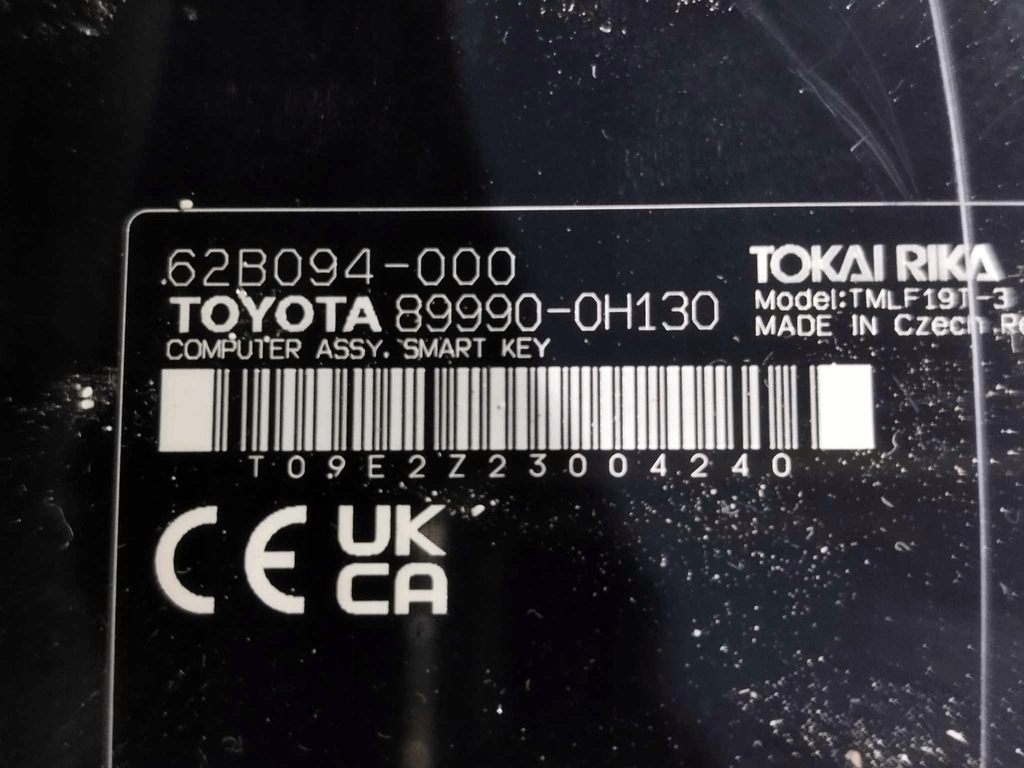 62B094-000
TOKAI RIKA
TOYOTA 89990-0H130
Model:TMLF19T-3
MADE IN Czech
COMPUTER ASSY. SMART KEY
T09E2Z23004240
CE
UK
CA